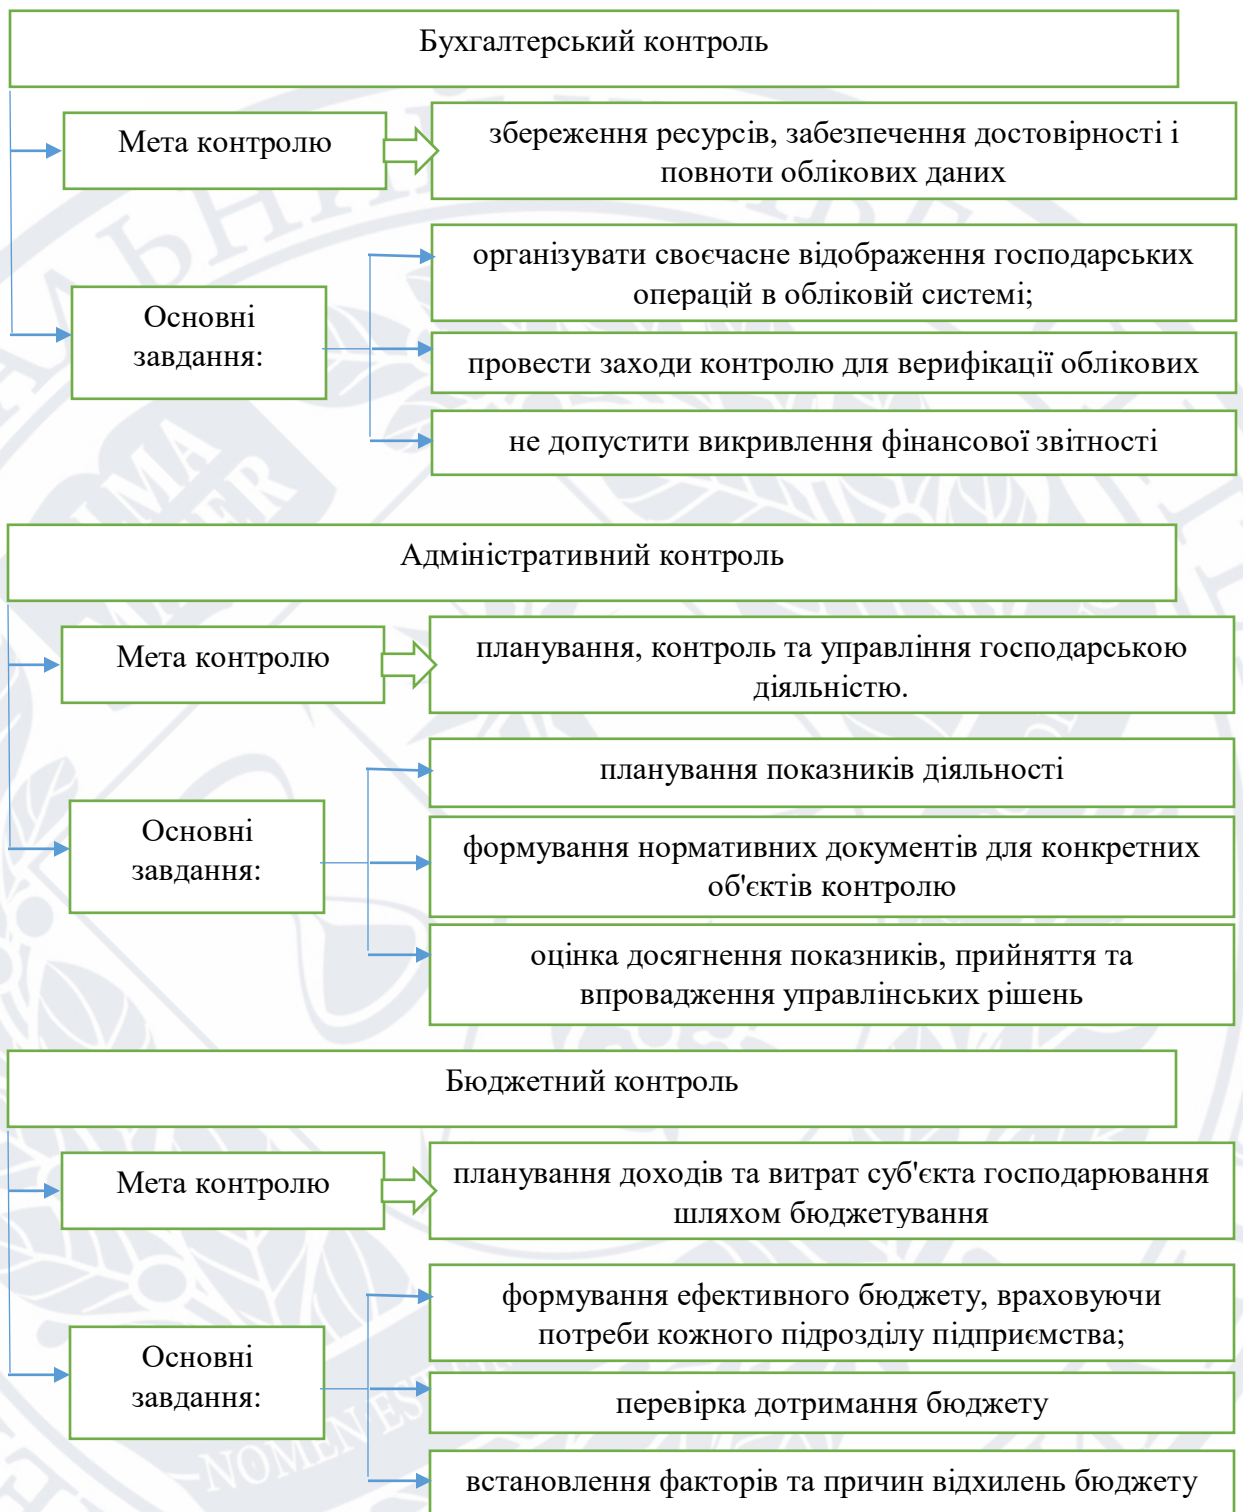 Бухгалтерський контроль
Мета контролю
збереження ресурсів, забезпечення достовірності і
повноти облікових даних
Основні
завдання:
організувати своєчасне відображення господарських
операцій в обліковій системі;
провести заходи контролю для верифікації облікових
не допустити викривлення фінансової звітності
Адміністративний контроль
Мета контролю
планування, контроль та управління господарською
діяльністю.
Основні
завдання:
планування показників діяльності
формування нормативних документів для конкретних
об'єктів контролю
оцінка досягнення показників, прийняття та
впровадження управлінських рішень
Бюджетний контроль
Мета контролю
планування доходів та витрат суб'єкта господарювання
шляхом бюджетування
Основні
завдання:
формування ефективного бюджету, враховуючи
потреби кожного підрозділу підприємства;
перевірка дотримання бюджету
встановлення факторів та причин відхилень бюджету